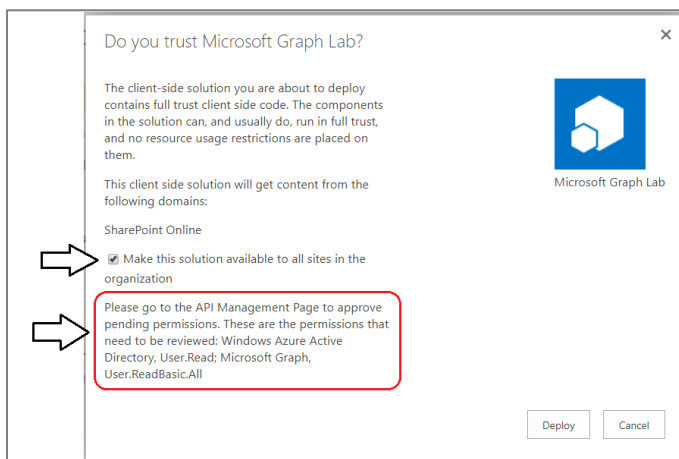 Do you trust Microsoft Graph Lab?
The client-side solution you are about to deploy
contains full trust client side code. The components
in the solution can, and usually do, run in full trust,
and no resource usage restrictions are placed on
them.
This client side solution will get content from the
following domains:
SharePoint Online
Make this solution available to all sites in the
organization
Please go to the API Management Page to approve
pending permissions. These are the permissions that
need to be reviewed: Windows Azure Active
Directory, User.Read; Microsoft Graph,
User.ReadBasic.All
Microsoft Graph Lab
Deploy
Cancel